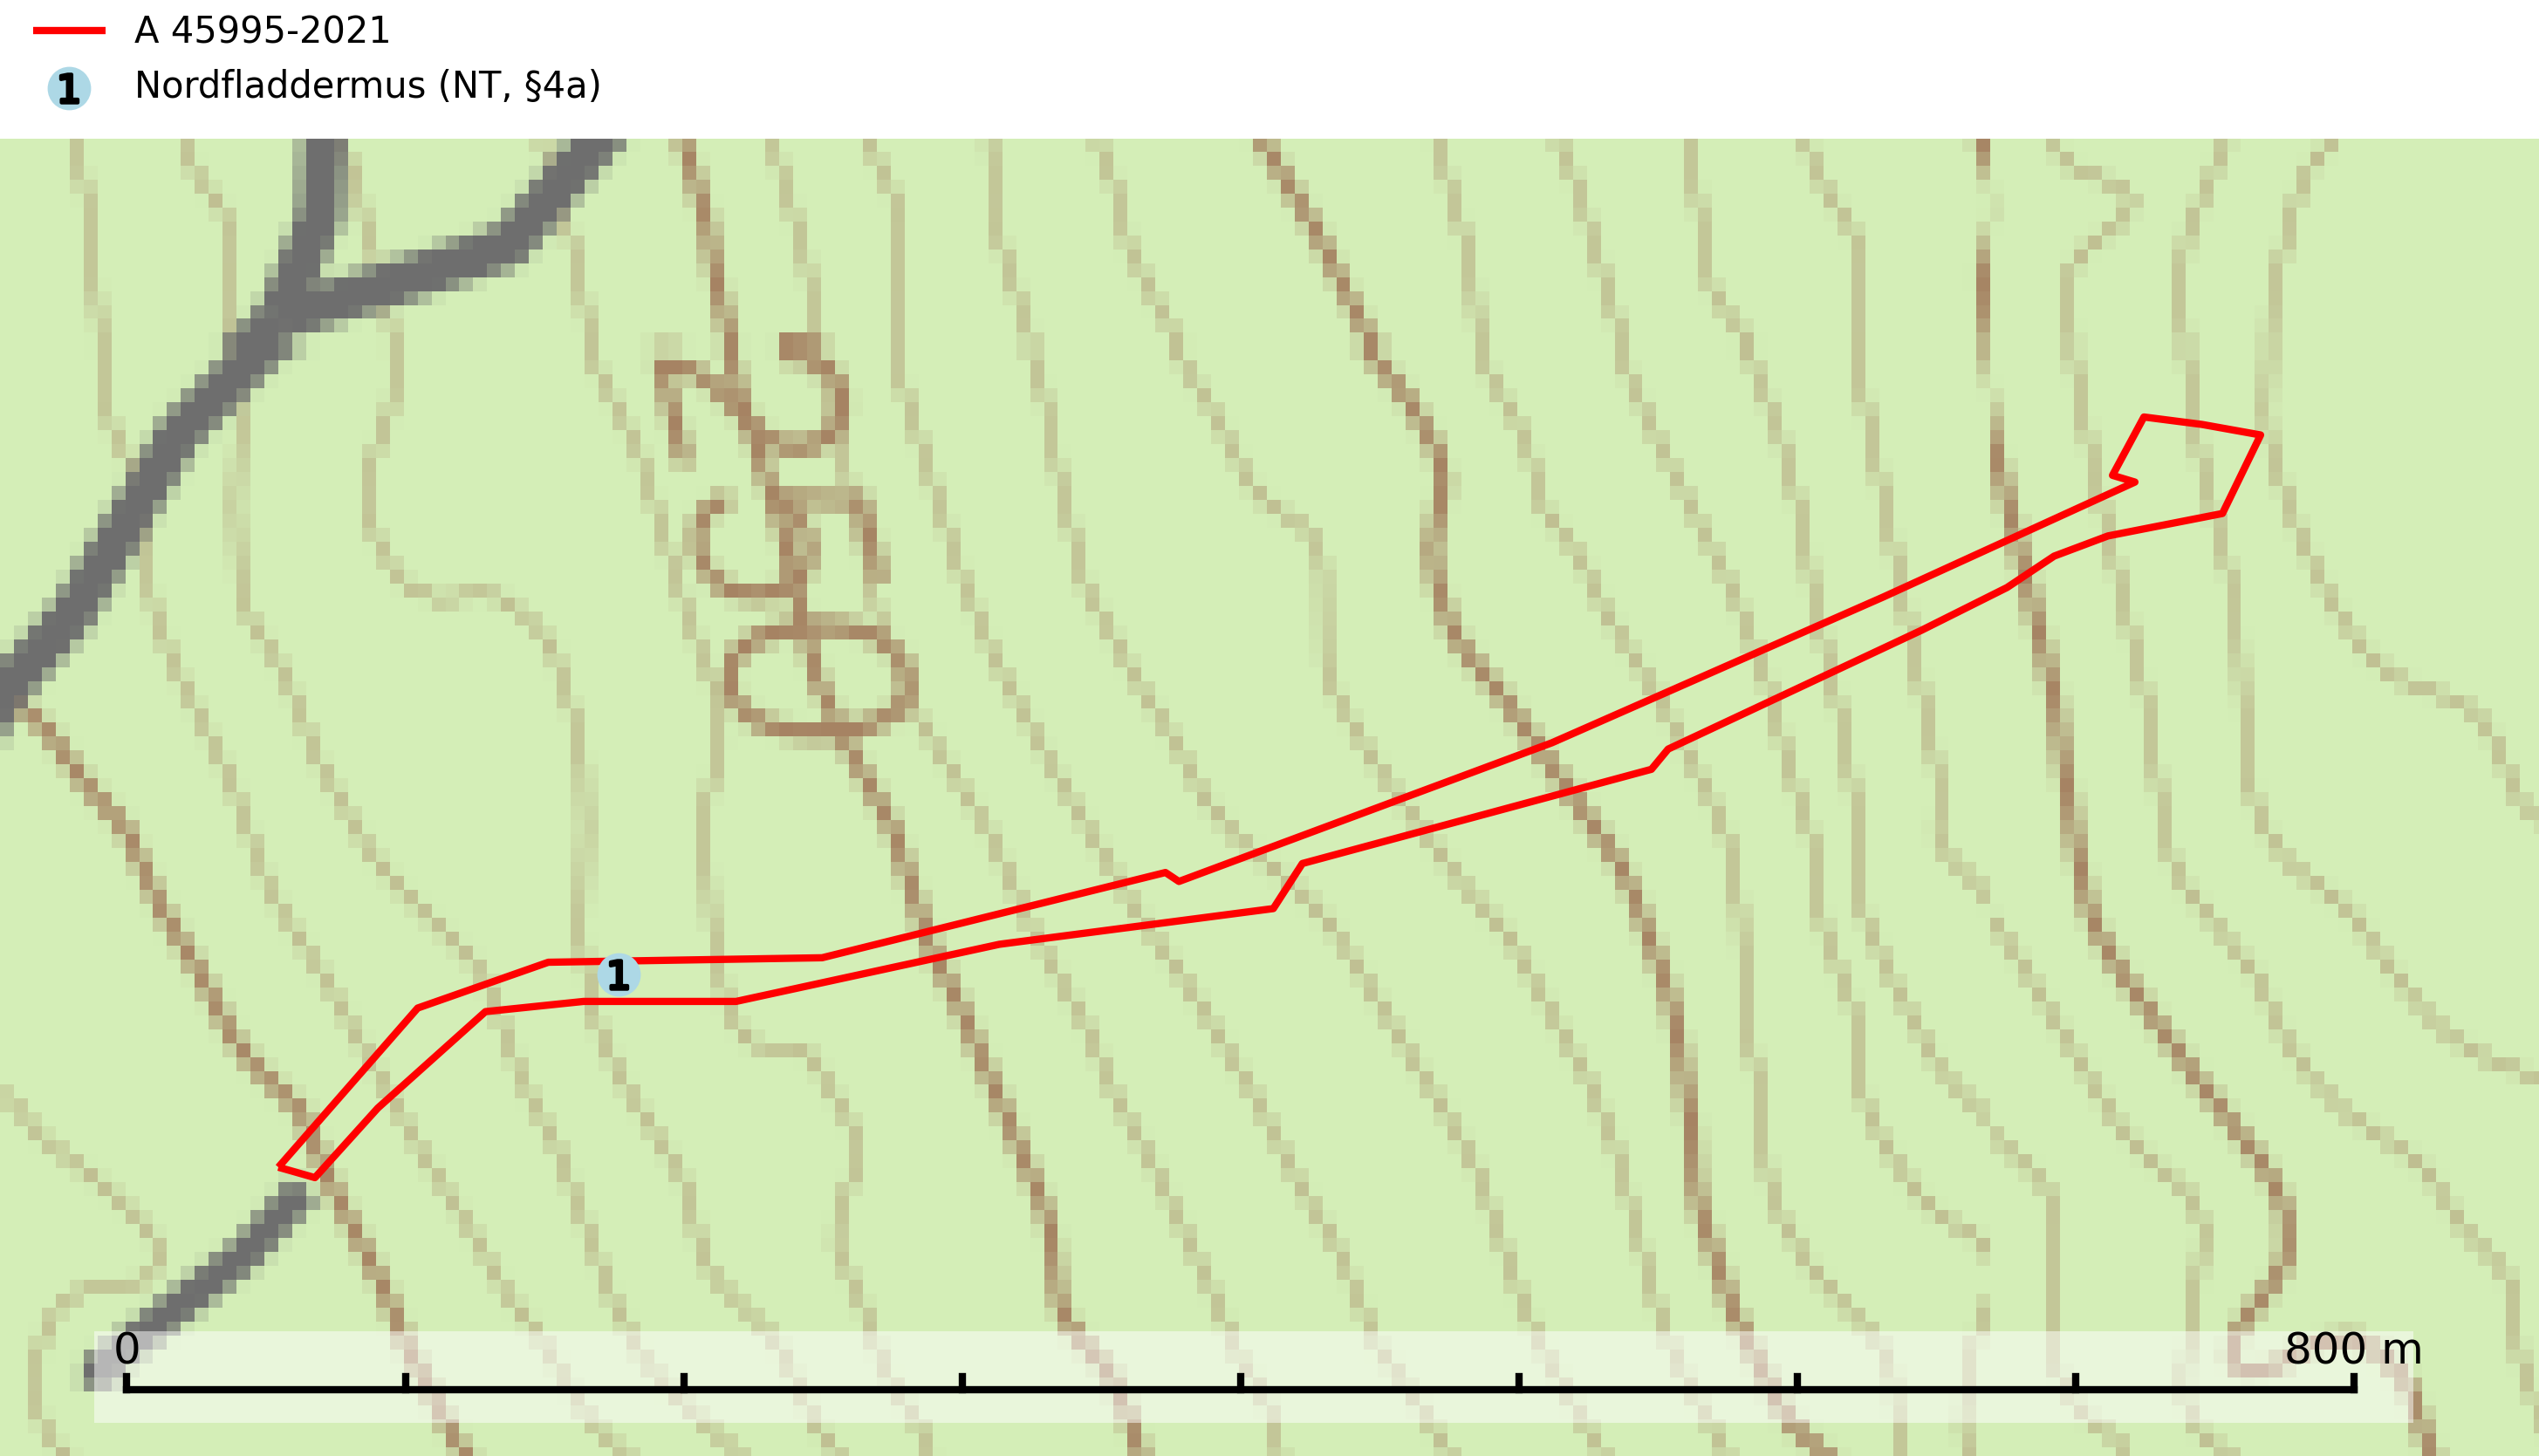 A 45995-2021
1 Nordfladdermus (NT, §4a)
250
1
0 800 m